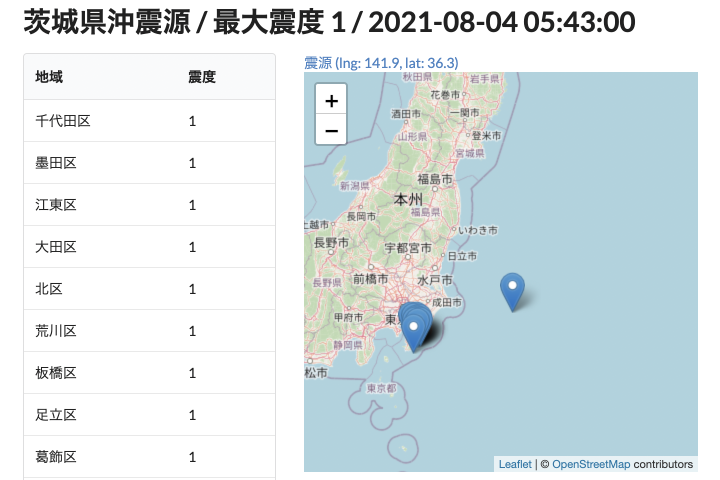 茨城県沖震源 / 最大震度 1 / 2021-08-04 05:43:00
地域 震度
千代田区 1
墨田区 1
江東区 1
大田区 1
北区 1
荒川区 1
板橋区 1
足立区 1
葛飾区 1
震源 (lng: 141.9, lat: 36.3)
+
−
秋田県
岩手県
花巻市
酒田市
一関市
登米市
山形県
宮城県
新潟県
福島市
本州
長岡市
福島県
上越市
いわき市
長野市
宇都宮市
日立市
長野県
前橋市
水戸市
成田市
甲府市
東
静岡県
松市
東京都
Leaflet | © OpenStreetMap contributors